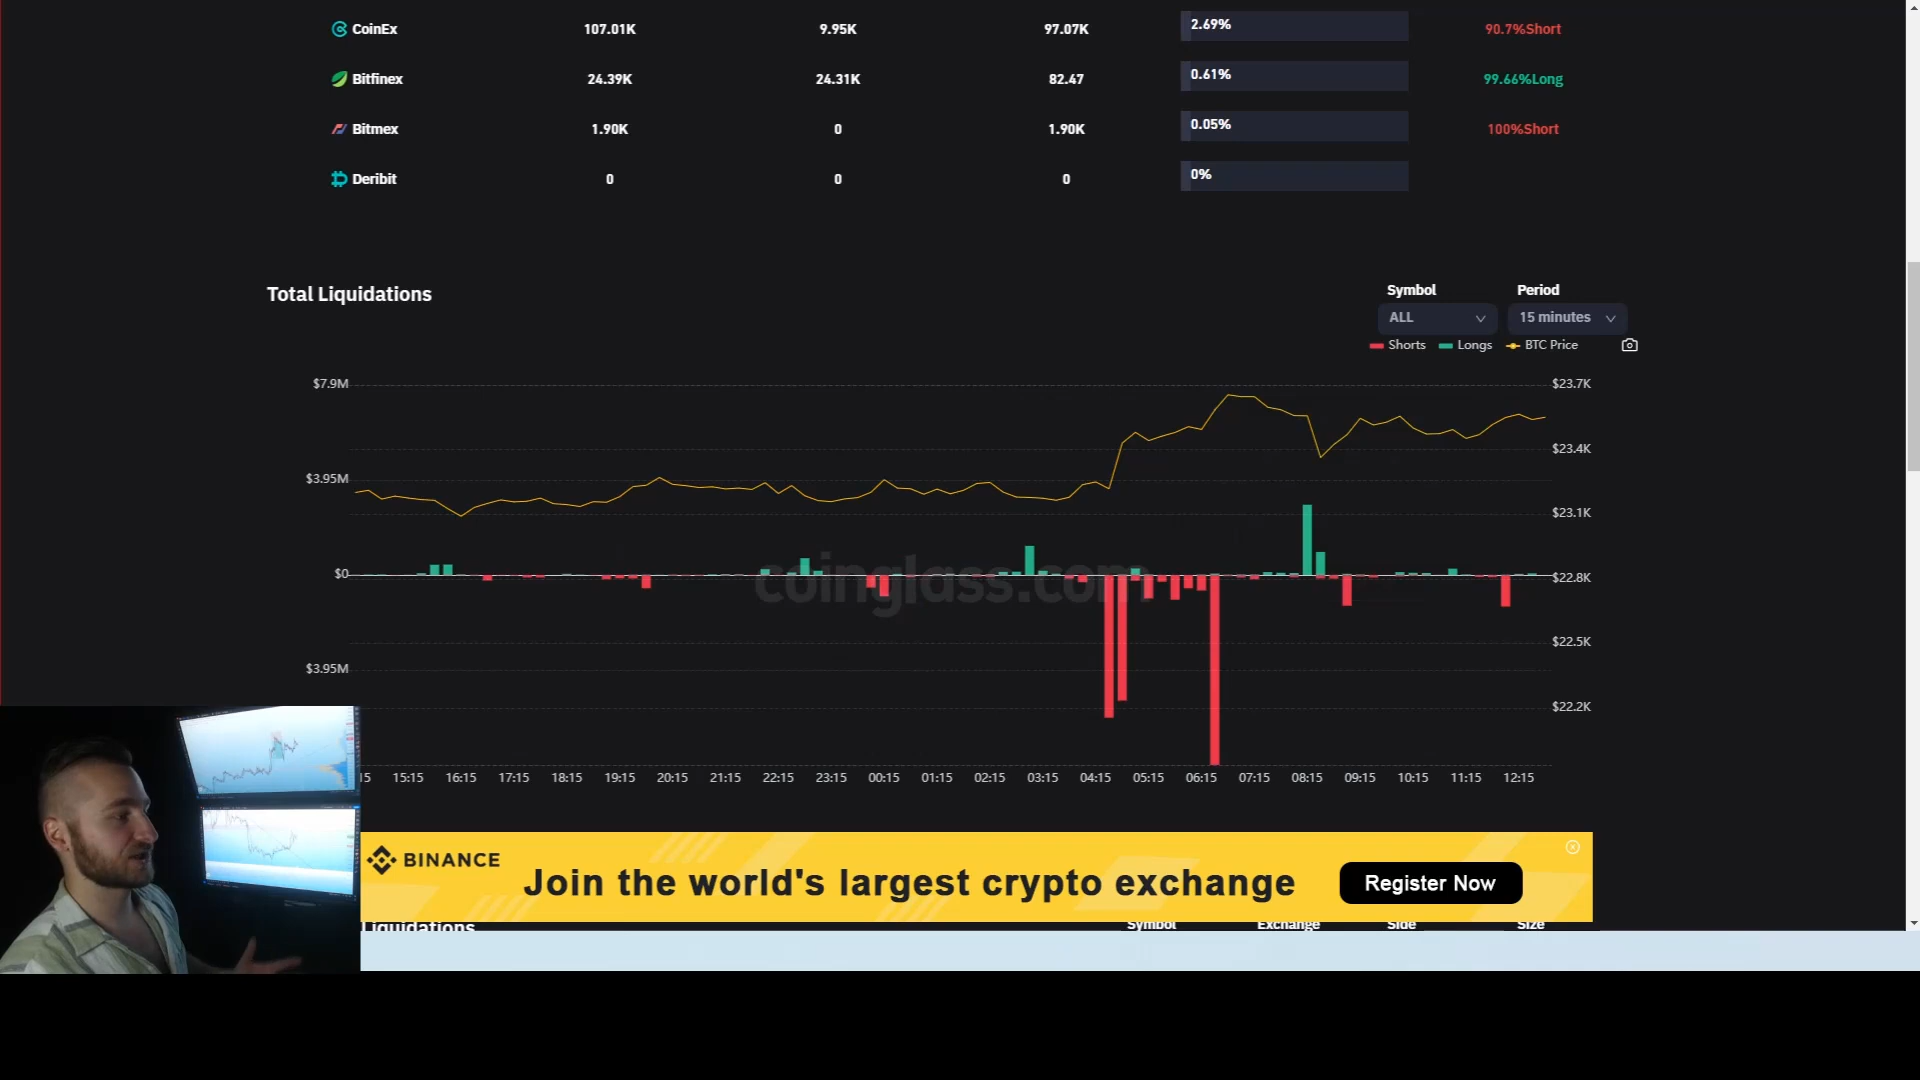 CoinEx 107.01K 9.95K 97.07K 2.69% 90.7%Short
Bitfinex 24.39K 24.31K 82.47 0.61% 99.66%Long
Bitmex 1.90K 0 1.90K 0.05% 100%Short
Deribit 0 0 0 0%
Total Liquidations
Symbol Period
ALL 15 minutes
Shorts Longs BTC Price
$7.9M $23.7K
$23.4K
$3.95M
$23.1K
$0 $22.8K
coinglass.com
$22.5K
$3.95M
$22.2K
15 15:15 16:15 17:15 18:15 19:15 20:15 21:15 22:15 23:15 00:15 01:15 02:15 03:15 04:15 05:15 06:15 07:15 08:15 09:15 10:15 11:15 12:15
BINANCE
Join the world's largest crypto exchange
Register Now
Liquidations Symbol Exchange Side Size